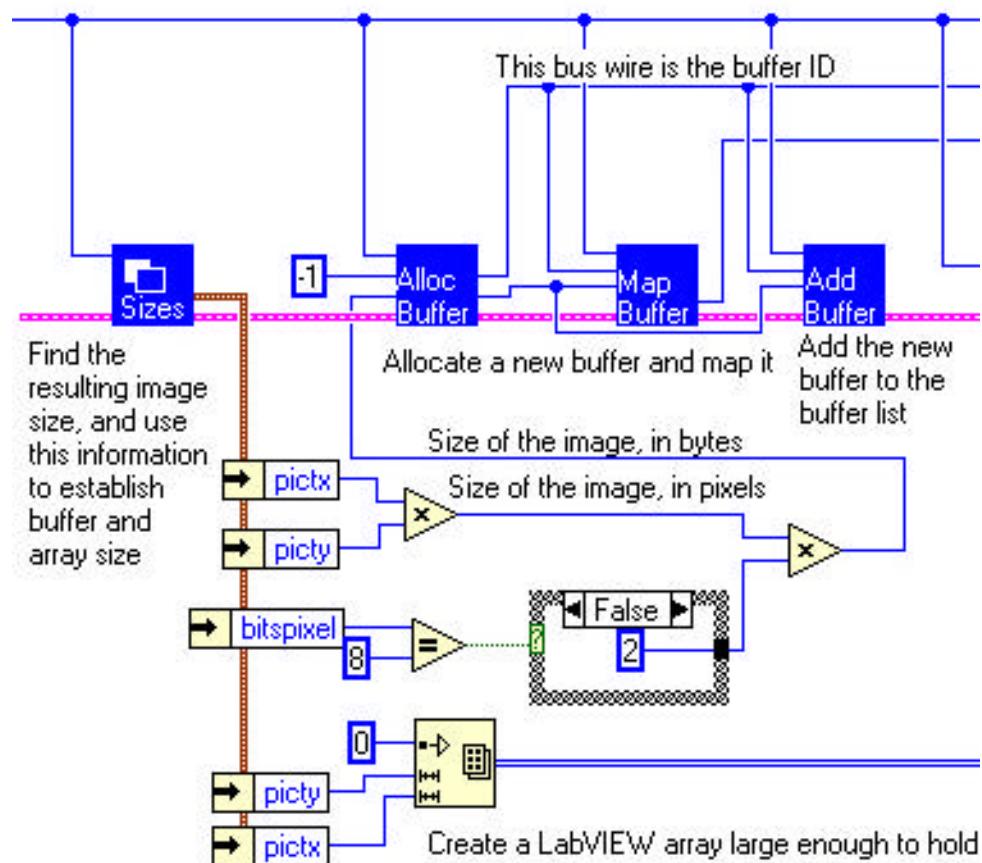 This bus wire is the buffer ID
-1
Sizes
Alloc
Buffer
Map
Buffer
Add
Buffer
Find the
resulting image
size, and use
this information
to establish
buffer and
array size
Allocate a new buffer and map it
Add the new
buffer to the
buffer list
Size of the image, in bytes
pictx
Size of the image, in pixels
×
picty
×
bitspixel
8
=
?
False
2
0
picty
pictx
Create a LabVIEW array large enough to hold